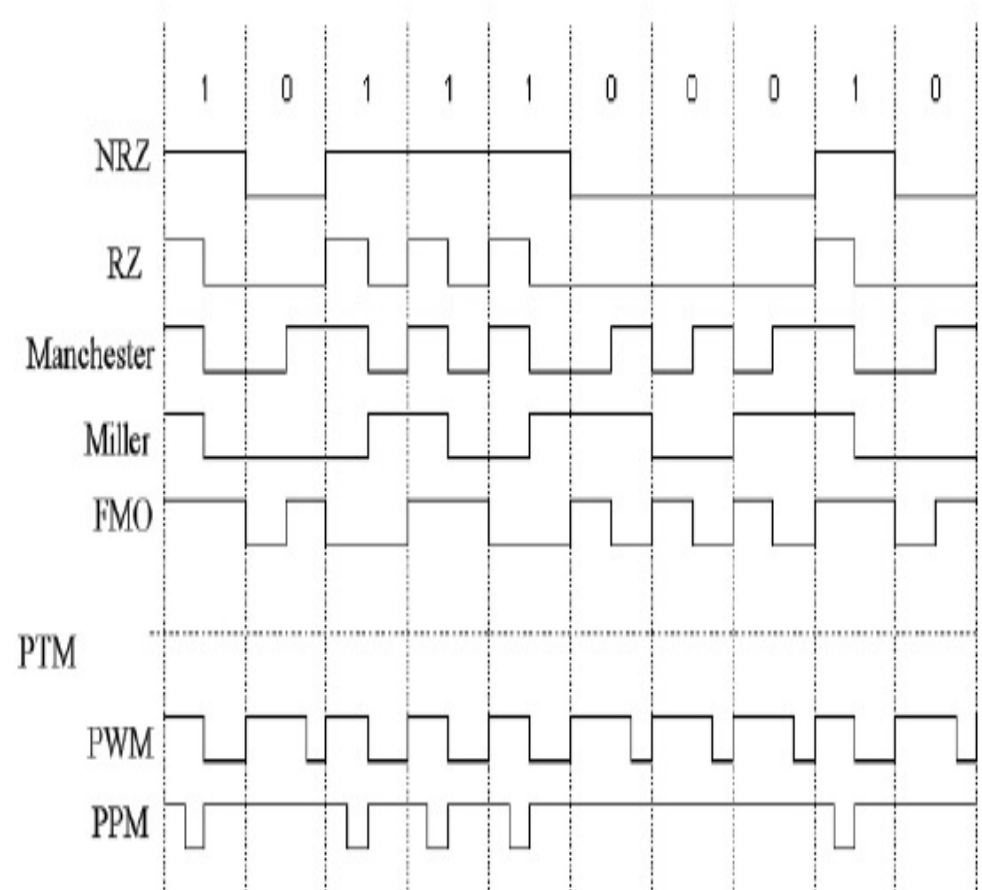 1 0 1 1 1 0 0 0 1 0
NRZ
RZ
Manchester
Miller
FMO
PTM
PWM
PPM